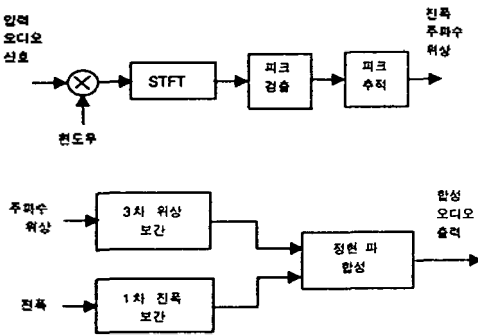 입력
오디오
신호
STFT
피크
검출
피크
추적
진폭
주파수
위상
윈도우
주파수
위상
3차 위상
보간
진폭
1차 진폭
보간
정현 파
합성
합성
오디오
출력